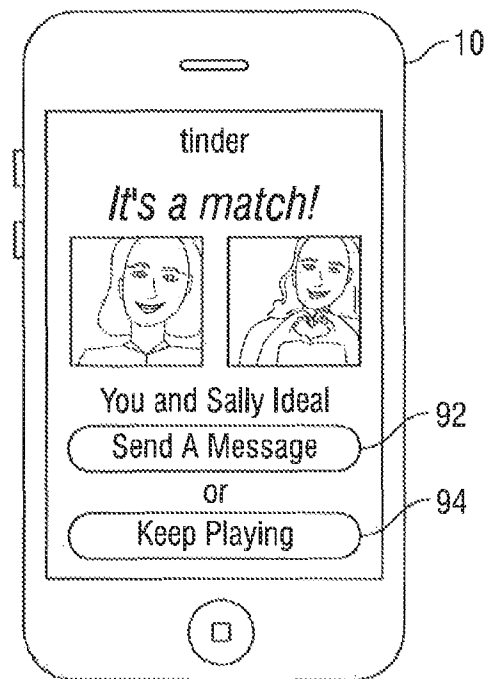 10
tinder
It's a match!
You and Sally Ideal
92
Send A Message
or
94
Keep Playing